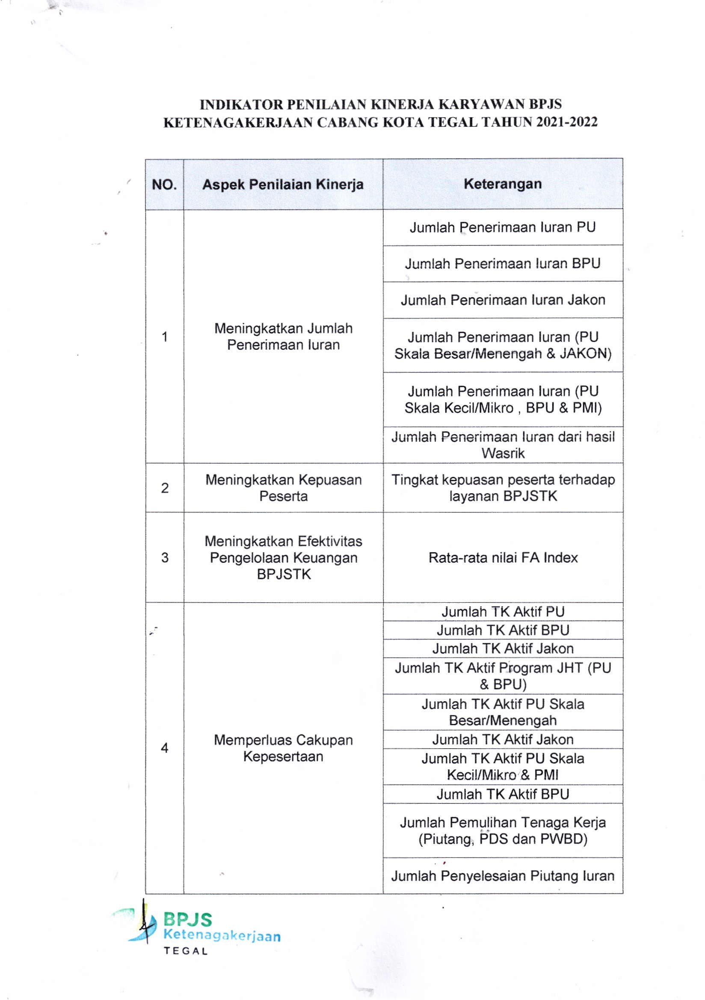 INDIKATOR PENILAIAN KINERJA KARYAWAN BPJS
KETENAGAKERJAAN CABANG KOTA TEGAL TAHUN 2021-2022
NO.
Aspek Penilaian Kinerja
Keterangan
1
Meningkatkan Jumlah
Penerimaan Iuran
Jumlah Penerimaan Iuran PU
Jumlah Penerimaan Iuran BPU
Jumlah Penerimaan Iuran Jakon
Jumlah Penerimaan Iuran (PU
Skala Besar/Menengah & JAKON)
Jumlah Penerimaan Iuran (PU
Skala Kecil/Mikro , BPU & PMI)
Jumlah Penerimaan Iuran dari hasil
Wasrik
2
Meningkatkan Kepuasan
Peserta
Tingkat kepuasan peserta terhadap
layanan BPJSTK
3
Meningkatkan Efektivitas
Pengelolaan Keuangan
BPJSTK
Rata-rata nilai FA Index
4
Memperluas Cakupan
Kepesertaan
Jumlah TK Aktif PU
Jumlah TK Aktif BPU
Jumlah TK Aktif Jakon
Jumlah TK Aktif Program JHT (PU
& BPU)
Jumlah TK Aktif PU Skala
Besar/Menengah
Jumlah TK Aktif Jakon
Jumlah TK Aktif PU Skala
Kecil/Mikro & PMI
Jumlah TK Aktif BPU
Jumlah Pemulihan Tenaga Kerja
(Piutang, PDS dan PWBD)
Jumlah Penyelesaian Piutang Iuran
BPJS
Ketenagakerjaan
TEGAL